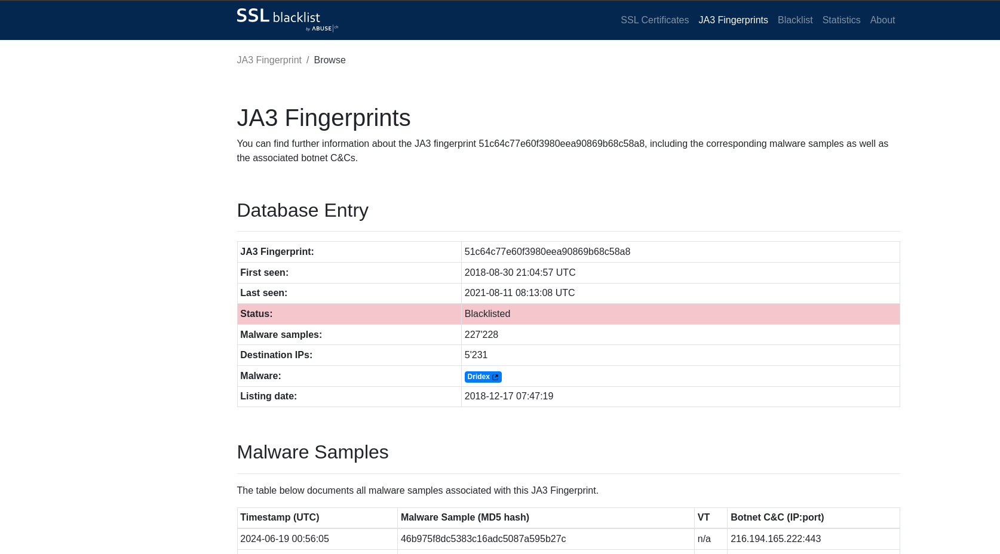 SSL blacklist
by ABUSE|ch
SSL Certificates JA3 Fingerprints Blacklist Statistics About
JA3 Fingerprint / Browse
JA3 Fingerprints
You can find further information about the JA3 fingerprint 51c64c77e60f3980eea90869b68c58a8, including the corresponding malware samples as well as
the associated botnet C&Cs.
Database Entry
JA3 Fingerprint: 51c64c77e60f3980eea90869b68c58a8
First seen: 2018-08-30 21:04:57 UTC
Last seen: 2021-08-11 08:13:08 UTC
Status: Blacklisted
Malware samples: 227'228
Destination IPs: 5'231
Malware: Dridex
Listing date: 2018-12-17 07:47:19
Malware Samples
The table below documents all malware samples associated with this JA3 Fingerprint.
Timestamp (UTC) Malware Sample (MD5 hash) VT Botnet C&C (IP:port)
2024-06-19 00:56:05 46b975f8dc5383c16adc5087a595b27c n/a 216.194.165.222:443